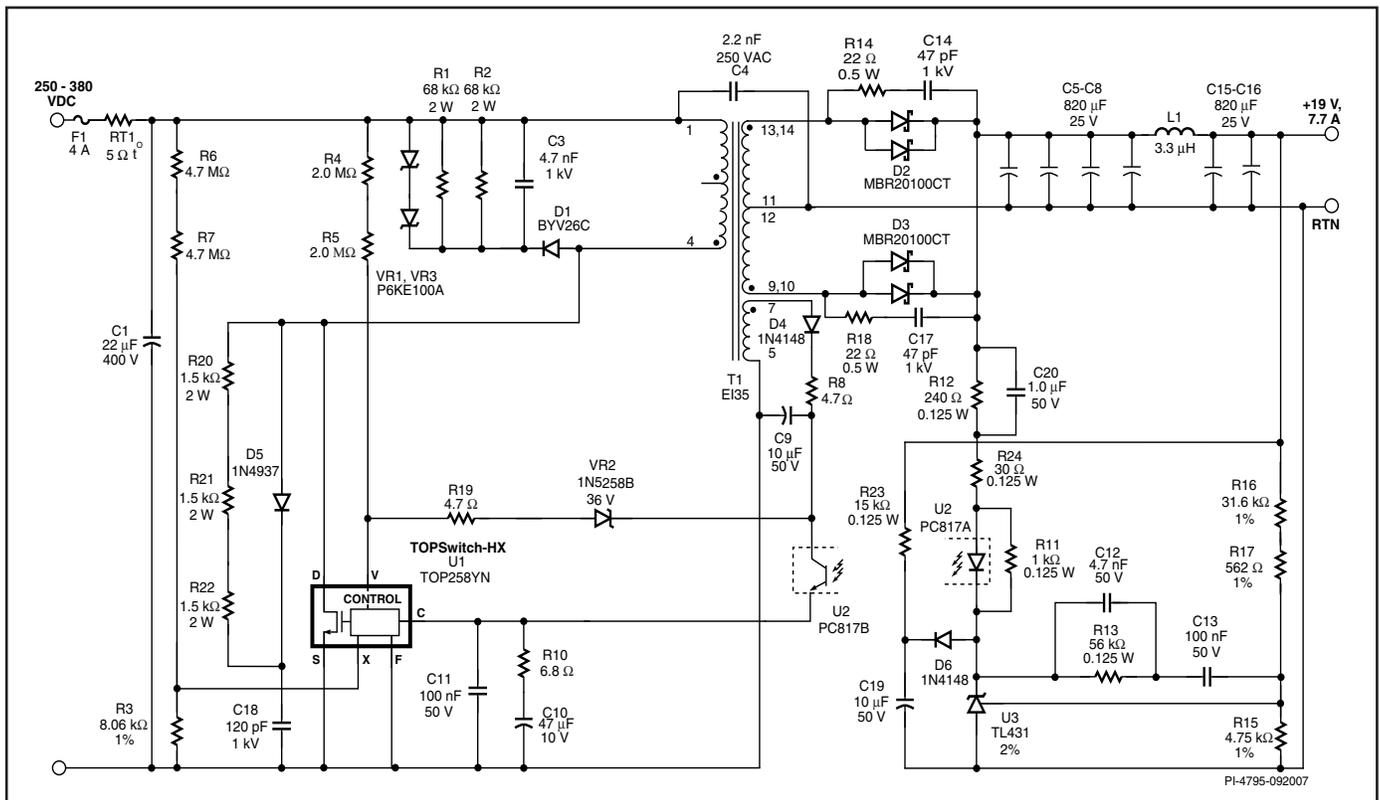 250 - 380
VDC
F1
4 A
RT1
5 Ω
t
o
R6
4.7 MΩ
R7
4.7 MΩ
C1
22 µF
400 V
R4
2.0 MΩ
R5
2.0 MΩ
R1
68 kΩ
2 W
R2
68 kΩ
2 W
C3
4.7 nF
1 kV
D1
BYV26C
VR1, VR3
P6KE100A
2.2 nF
250 VAC
C4
1
4
T1
EI35
13,14
11
12
9,10
7
5
R14
22 Ω
0.5 W
C14
47 pF
1 kV
D2
MBR20100CT
D3
MBR20100CT
C5-C8
820 µF
25 V
L1
3.3 µH
C15-C16
820 µF
25 V
+19 V,
7.7 A
RTN
D4
1N4148
R18
22 Ω
0.5 W
C17
47 pF
1 kV
R8
4.7Ω
C9
10 µF
50 V
R12
240 Ω
0.125 W
C20
1.0 µF
50 V
R20
1.5 kΩ
2 W
D5
1N4937
R21
1.5 kΩ
2 W
R22
1.5 kΩ
2 W
R19
4.7 Ω
VR2
1N5258B
36 V
TOPSwitch-HX
U1
TOP258YN
D
V
CONTROL
C
S
X
F
U2
PC817B
R3
8.06 kΩ
1%
C18
120 pF
1 kV
C11
100 nF
50 V
R10
6.8 Ω
C10
47 µF
10 V
R24
30 Ω
0.125 W
R23
15 kΩ
0.125 W
U2
PC817A
R11
1 kΩ
0.125 W
C12
4.7 nF
50 V
R16
31.6 kΩ
1%
R17
562 Ω
1%
R13
56 kΩ
0.125 W
C13
100 nF
50 V
D6
1N4148
C19
10 µF
50 V
U3
TL431
2%
R15
4.75 kΩ
1%
PI-4795-092007